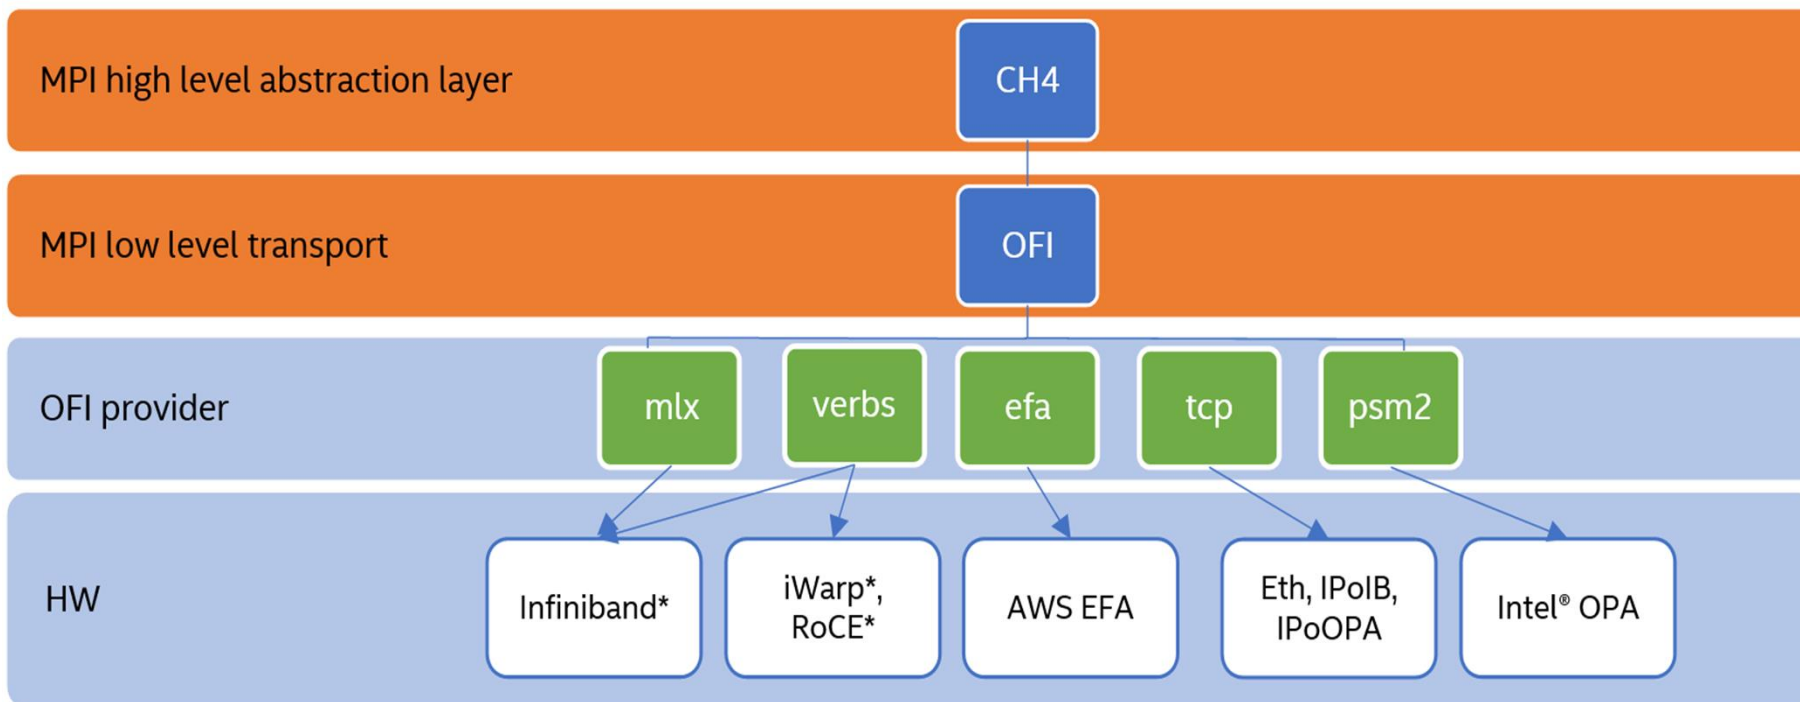 MPI high level abstraction layer
CH4
MPI low level transport
OFI
OFI provider
mlx
verbs
efa
tcp
psm2
HW
Infiniband*
iWarp*,
RoCE*
AWS EFA
Eth, IPoIB,
IPoOPA
Intel® OPA